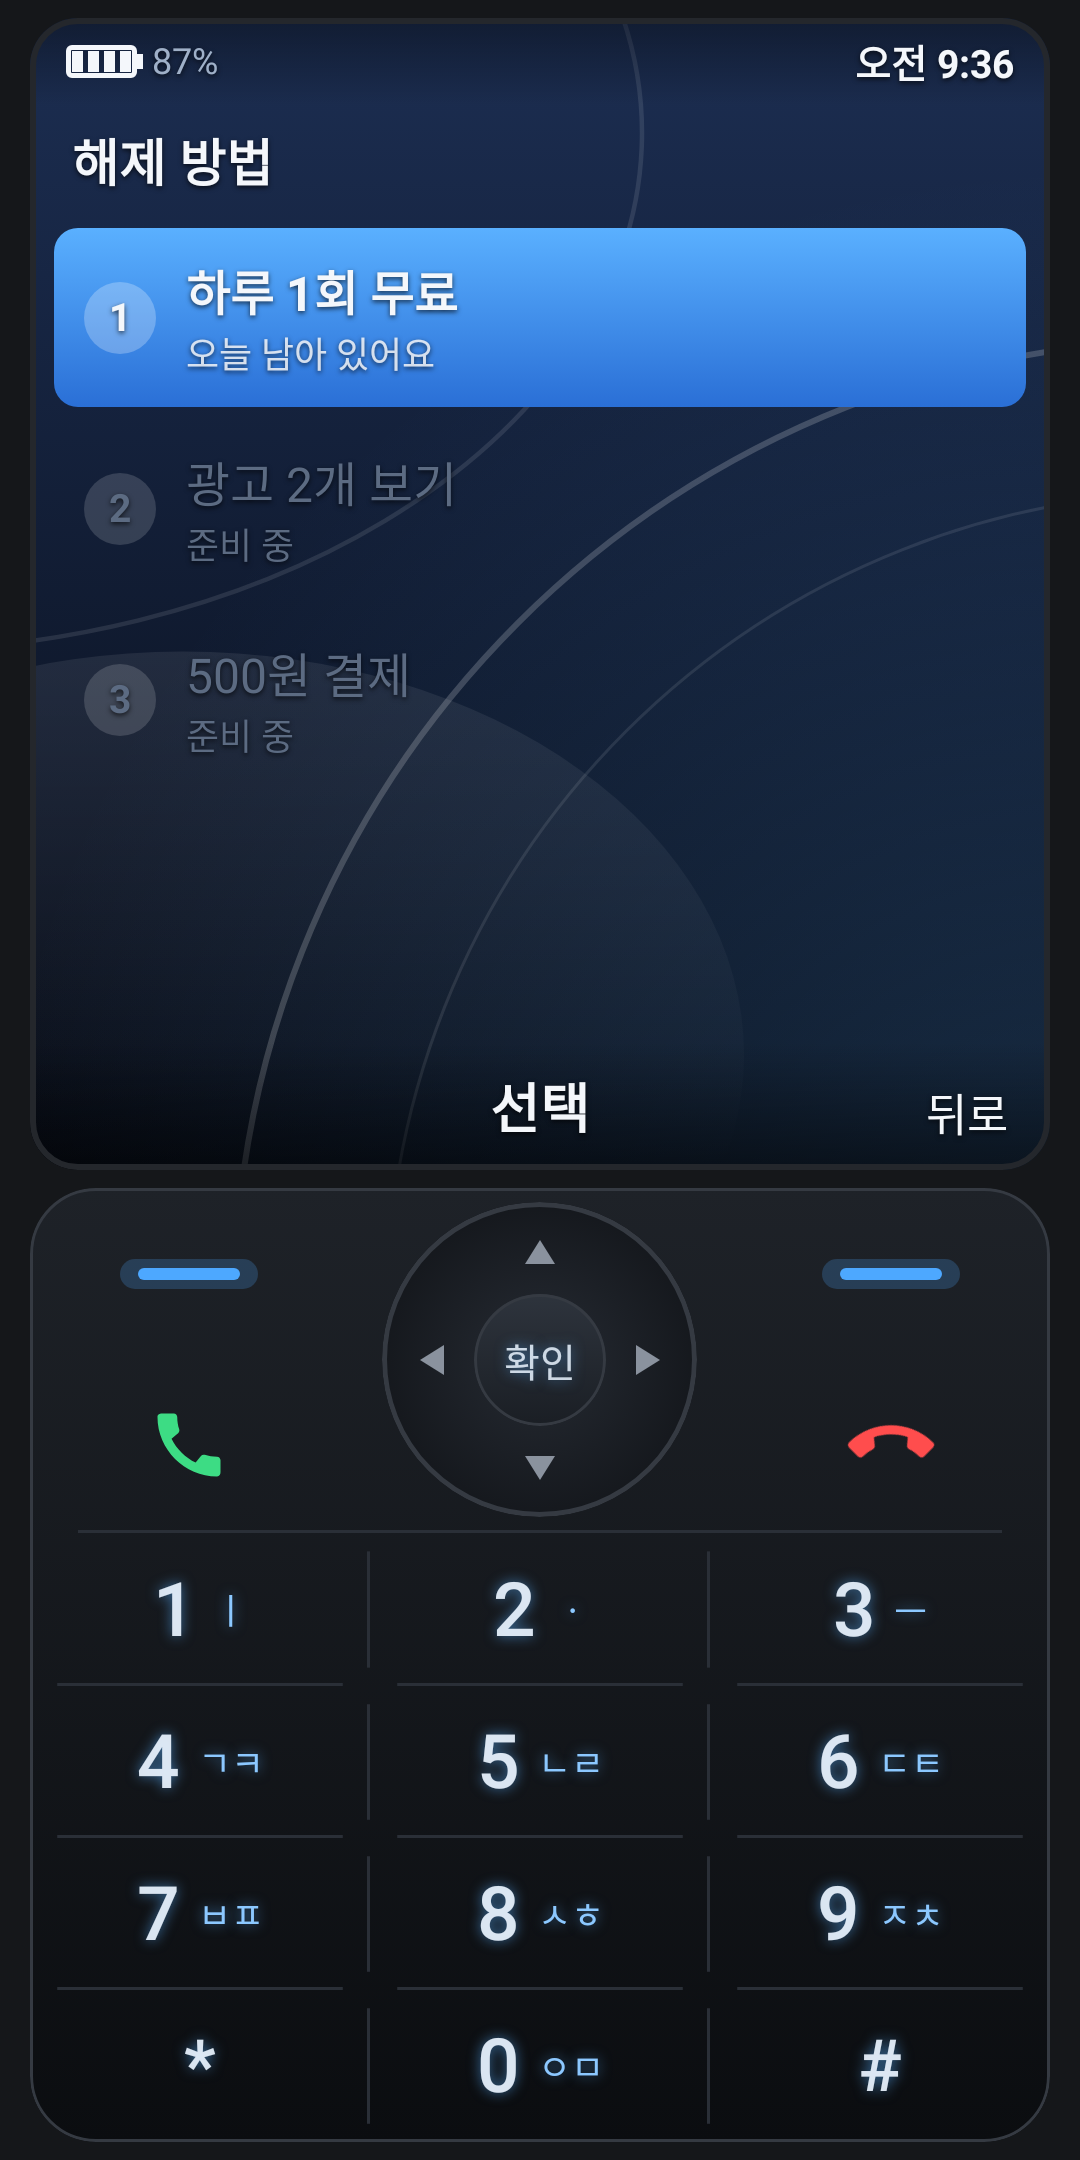 87%
오전 9:36
해제 방법
1
하루 1회 무료
오늘 남아 있어요
2
광고 2개 보기
준비 중
3
500원 결제
준비 중
선택
뒤로
확인
1 ㅣ
2 ·
3 ㅡ
4 ㄱㅋ
5 ㄴㄹ
6 ㄷㅌ
7 ㅂㅍ
8 ㅅㅎ
9 ㅈㅊ
*
0 ㅇㅁ
#